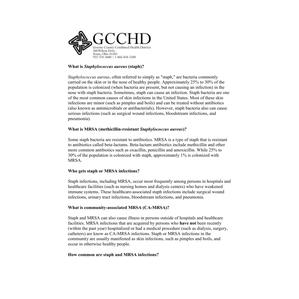 GCCHD
Greene County Combined Health District
360 Wilson Drive
Xenia, Ohio 45385
What is Staphylococcus aureus (staph)?
Staphylococcus aureus, often referred to simply as "staph," are bacteria commonly
carried on the skin or in the nose of healthy people. Approximately 25% to 30% of the
population is colonized (when bacteria are present, but not causing an infection) in the
nose with staph bacteria. Sometimes, staph can cause an infection. Staph bacteria are one
of the most common causes of skin infections in the United States. Most of these skin
infections are minor (such as pimples and boils) and can be treated without antibiotics
(also known as antimicrobials or antibacterials). However, staph bacteria also can cause
serious infections (such as surgical wound infections, bloodstream infections, and
pneumonia).
What is MRSA (methicillin-resistant Staphylococcus aureus)?
Some staph bacteria are resistant to antibiotics. MRSA is a type of staph that is resistant
to antibiotics called beta-lactams. Beta-lactam antibiotics include methicillin and other
more common antibiotics such as oxacillin, penicillin and amoxicillin. While 25% to
30% of the population is colonized with staph, approximately 1% is colonized with
MRSA.
Who gets staph or MRSA infections?
Staph infections, including MRSA, occur most frequently among persons in hospitals and
healthcare facilities (such as nursing homes and dialysis centers) who have weakened
immune systems. These healthcare-associated staph infections include surgical wound
infections, urinary tract infections, bloodstream infections, and pneumonia.
What is community-associated MRSA (CA-MRSA)?
Staph and MRSA can also cause illness in persons outside of hospitals and healthcare
facilities. MRSA infections that are acquired by persons who have not been recently
(within the past year) hospitalized or had a medical procedure (such as dialysis, surgery,
catheters) are know as CA-MRSA infections. Staph or MRSA infections in the
community are usually manifested as skin infections, such as pimples and boils, and
occur in otherwise healthy people.
How common are staph and MRSA infections?